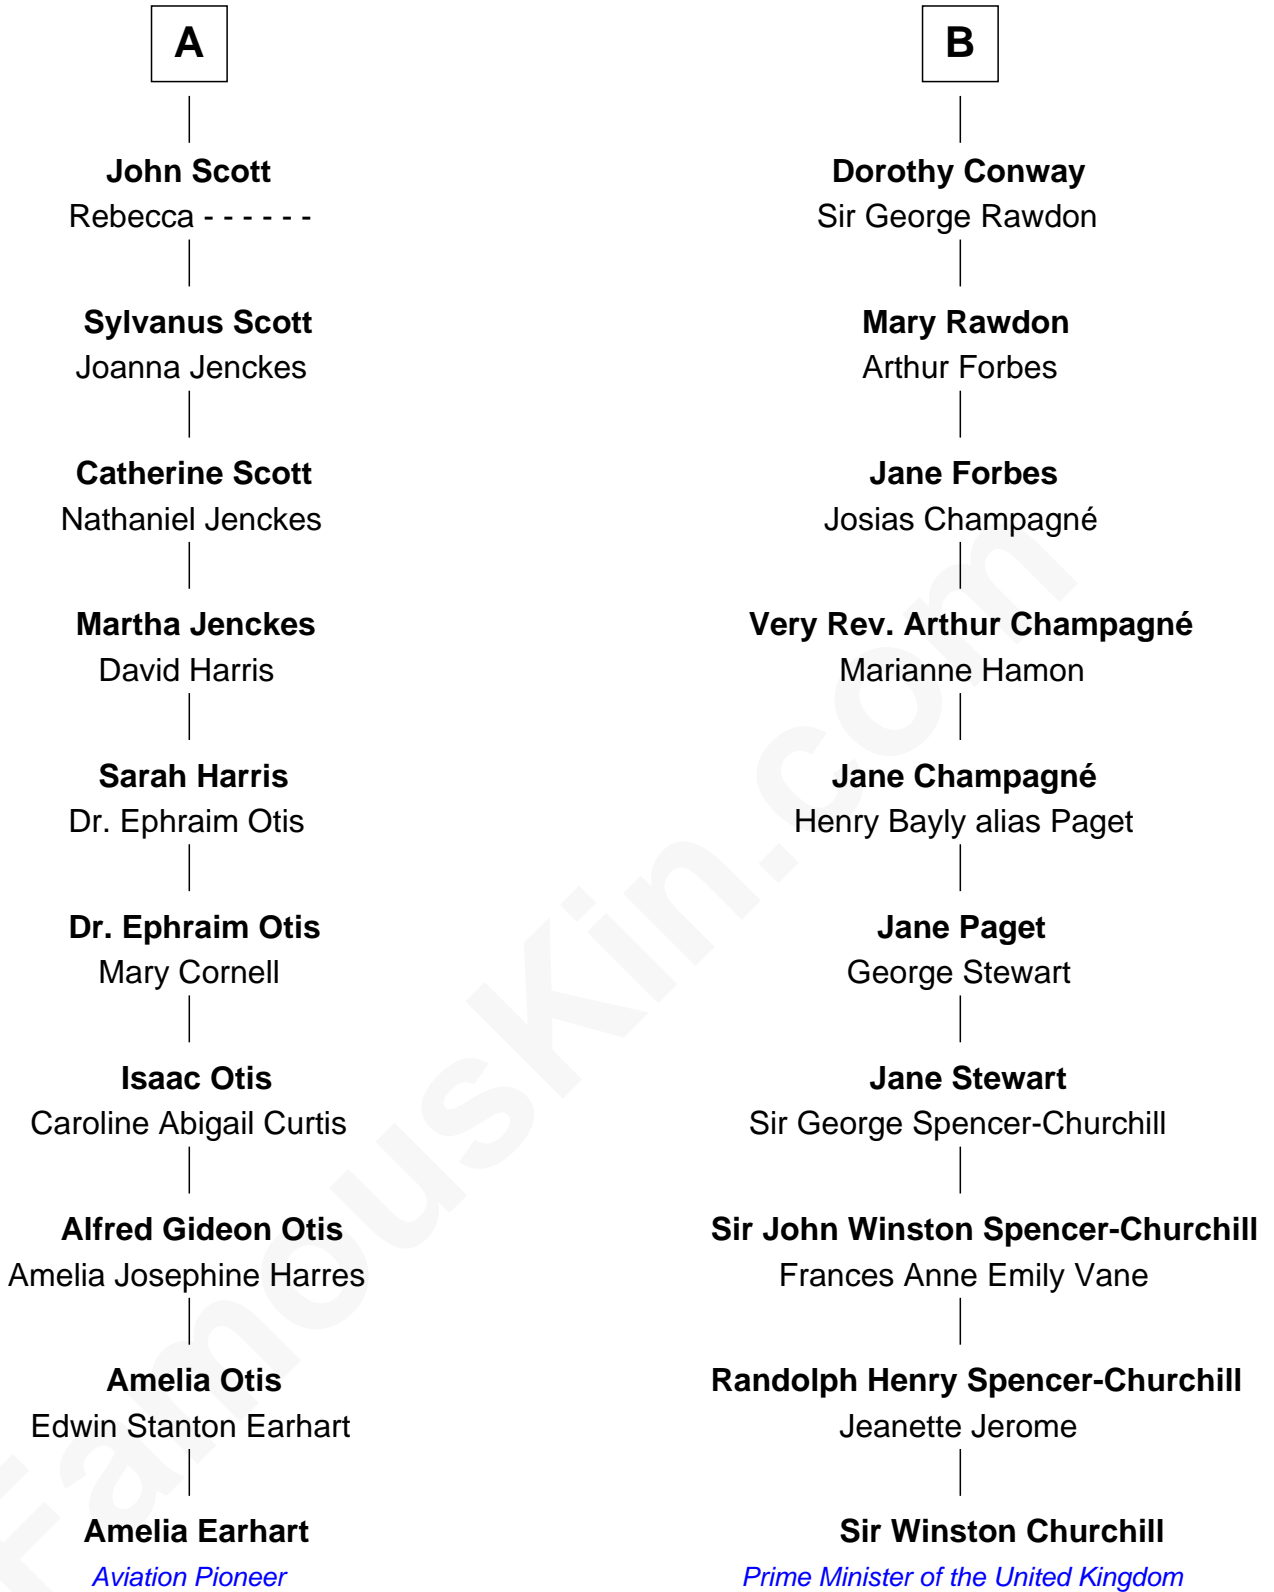 A
John Scott
Rebecca - - - - - -
Sylvanus Scott
Joanna Jenckes
Catherine Scott
Nathaniel Jenckes
Martha Jenckes
David Harris
Sarah Harris
Dr. Ephraim Otis
Dr. Ephraim Otis
Mary Cornell
Isaac Otis
Caroline Abigail Curtis
Alfred Gideon Otis
Amelia Josephine Harres
Amelia Otis
Edwin Stanton Earhart
Amelia Earhart
Aviation Pioneer
B
Dorothy Conway
Sir George Rawdon
Mary Rawdon
Arthur Forbes
Jane Forbes
Josias Champagné
Very Rev. Arthur Champagné
Marianne Hamon
Jane Champagné
Henry Bayly alias Paget
Jane Paget
George Stewart
Jane Stewart
Sir George Spencer-Churchill
Sir John Winston Spencer-Churchill
Frances Anne Emily Vane
Randolph Henry Spencer-Churchill
Jeanette Jerome
Sir Winston Churchill
Prime Minister of the United Kingdom
FamousKin.com